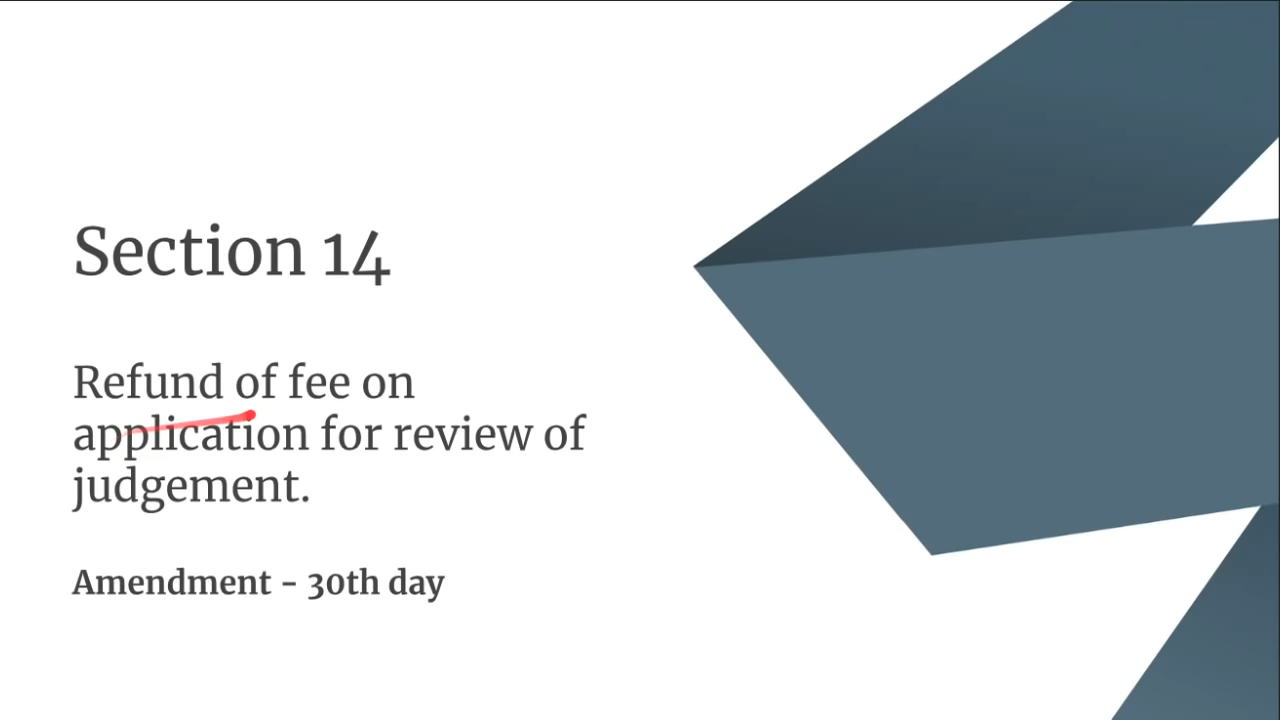 Section 14
Refund of fee on
application for review of
judgement.
Amendment - 30th day